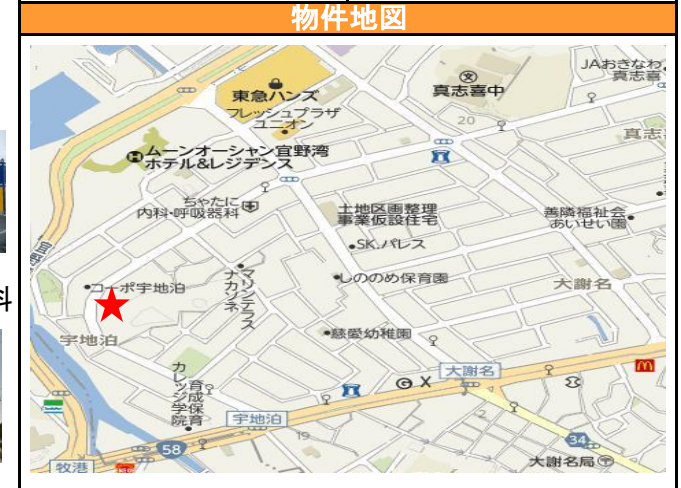 物件地図
JAおきなわ
真志喜
東急ハンズ
真志喜中
フレッシュプラザ
ユニオン
20
真志
ムーンオーシャン宜野湾
ホテル&レジデンス
ちゃたに
内科・呼吸器科
土地区画整理
事業仮設住宅
善隣福祉会
あいせい園
SK.パレス
マリンテラス
ナカゾネ
しののめ保育園
大謝名
コーポ宇地泊
科
宇地泊
慈愛幼稚園
カレッジ学院
育成保育
大謝名
宇地泊
19
2
58
34
牧港
大謝名局